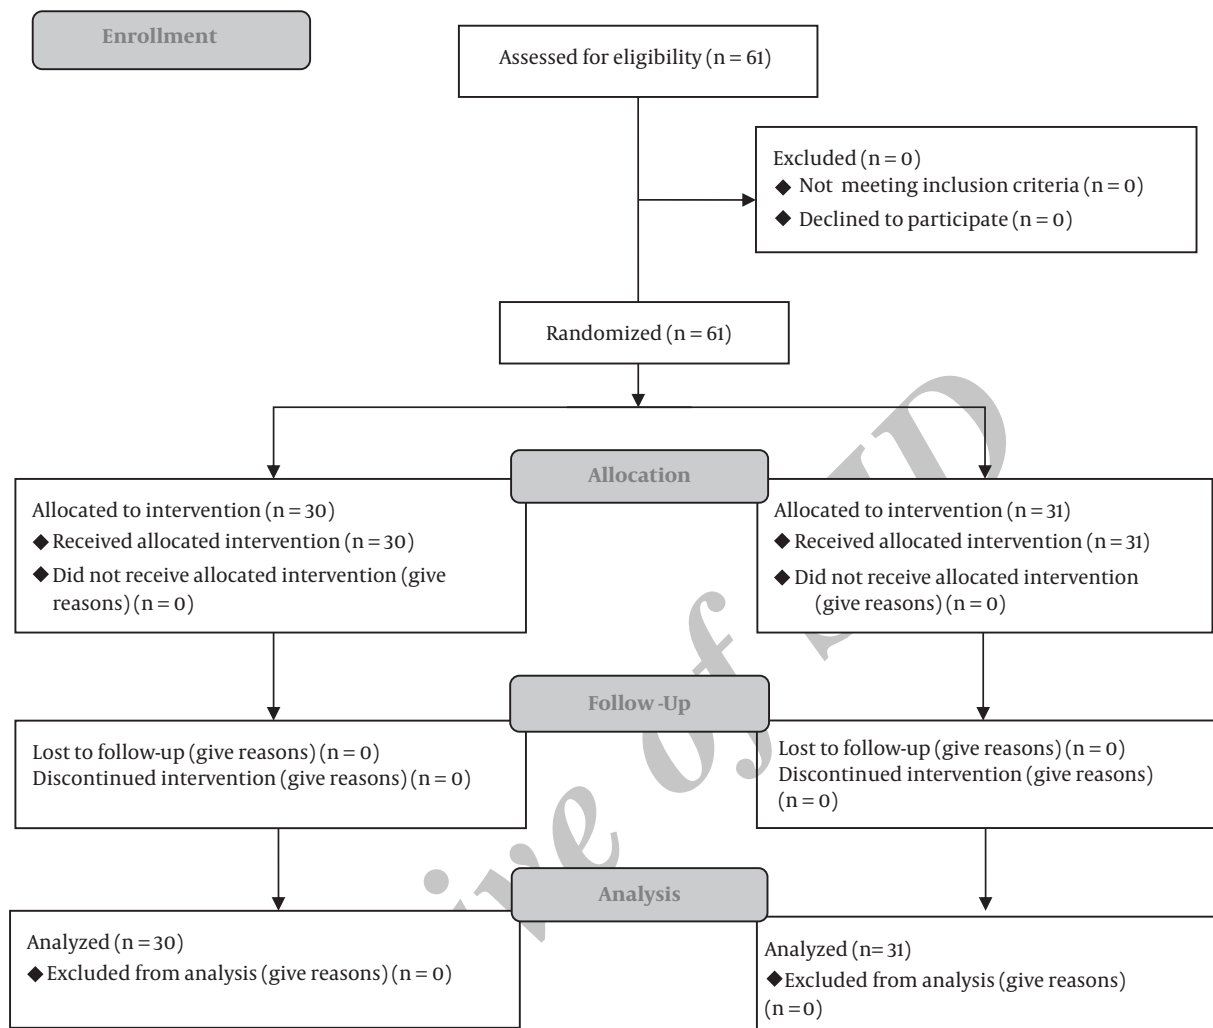 Enrollment
Assessed for eligibility (n = 61)
Excluded (n = 0)
◆ Not meeting inclusion criteria (n = 0)
◆ Declined to participate (n = 0)
Randomized (n = 61)
Allocation
Allocated to intervention (n = 30)
◆ Received allocated intervention (n = 30)
◆ Did not receive allocated intervention (give
reasons) (n = 0)
Allocated to intervention (n = 31)
◆ Received allocated intervention (n = 31)
◆ Did not receive allocated intervention
(give reasons) (n = 0)
Follow-Up
Lost to follow-up (give reasons) (n = 0)
Discontinued intervention (give reasons) (n = 0)
Lost to follow-up (give reasons) (n = 0)
Discontinued intervention (give reasons)
(n = 0)
Analysis
Analyzed (n = 30)
◆ Excluded from analysis (give reasons) (n = 0)
Analyzed (n= 31)
◆ Excluded from analysis (give reasons)
(n = 0)
of